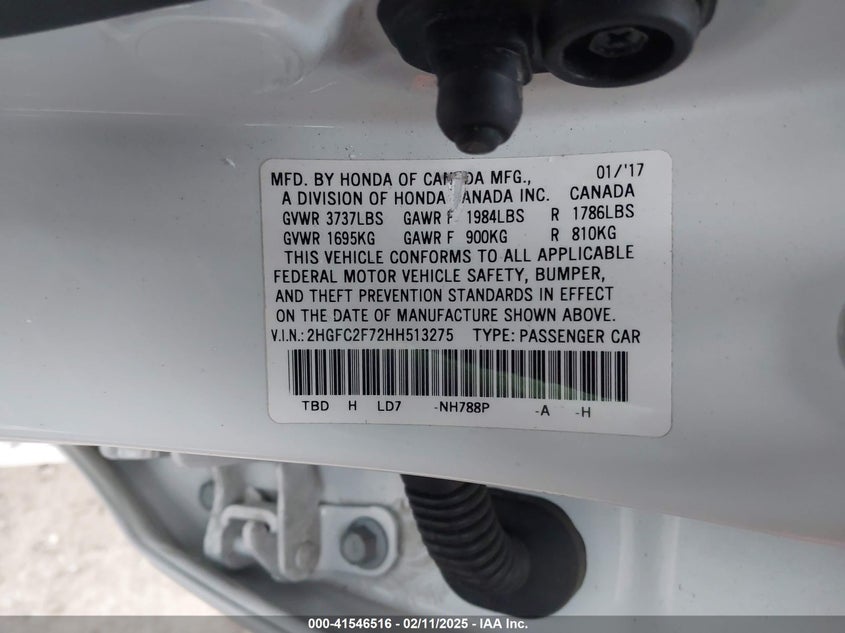 MFD. BY HONDA OF CANADA MFG., 01/'17
A DIVISION OF HONDA CANADA INC. CANADA
GVWR 3737LBS GAWR F 1984LBS R 1786LBS
GVWR 1695KG GAWR F 900KG R 810KG
THIS VEHICLE CONFORMS TO ALL APPLICABLE
FEDERAL MOTOR VEHICLE SAFETY, BUMPER,
AND THEFT PREVENTION STANDARDS IN EFFECT
ON THE DATE OF MANUFACTURE SHOWN ABOVE.
V.I.N.: 2HGFC2F72HH513275 TYPE: PASSENGER CAR
TBD H LD7 -NH788P -A -H
000-41546516 / 02/11/2025 / IAA Inc.